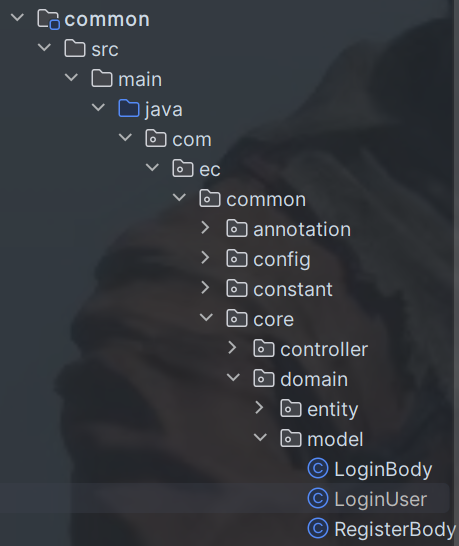 common
src
main
java
com
ec
common
annotation
config
constant
core
controller
domain
entity
model
LoginBody
LoginUser
RegisterBody